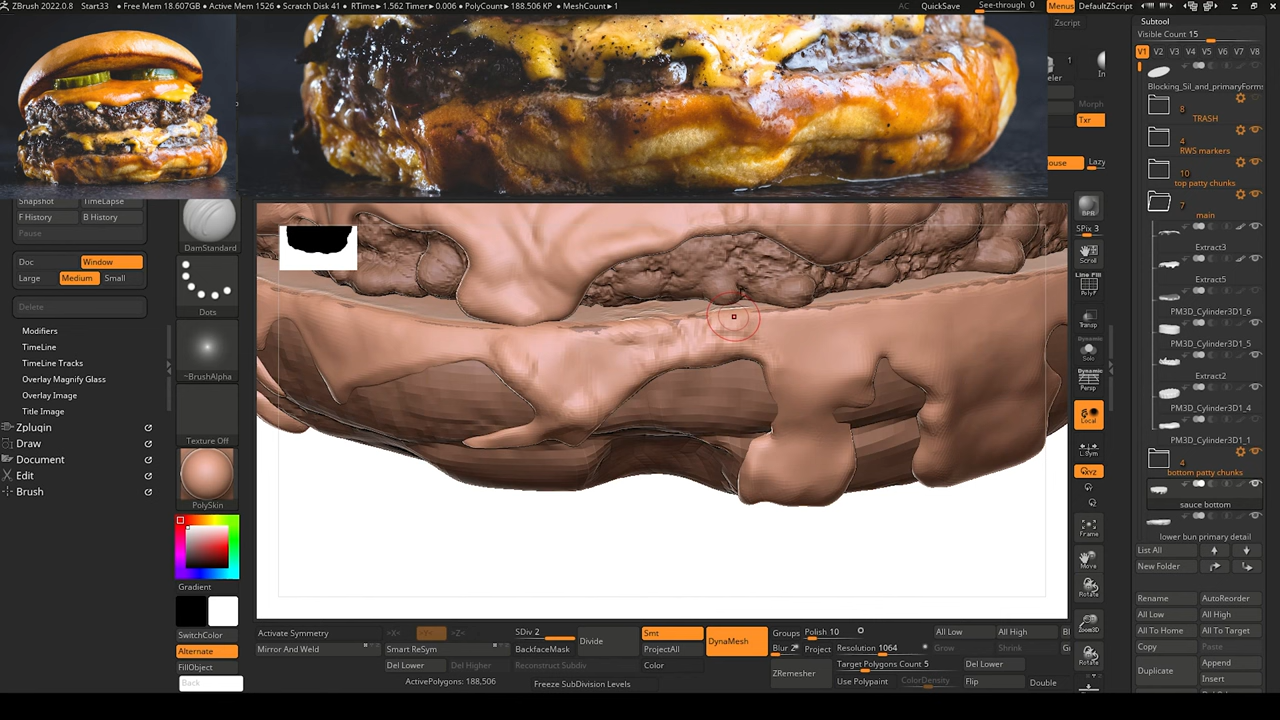 ZBrush 2022.0.8 Start33 • Free Mem 18.607GB • Active Mem 1526 • Scratch Disk 41 • RTime ▸ 1.562 Timer ▸ 0.006 • PolyCount ▸ 188.506 KP • MeshCount ▸ 1 AC QuickSave See-through 0 Menus DefaultZScript
Zscript
Subtool
Visible Count 15
V1 V2 V3 V4 V5 V6 V7 V8
Blocking_Sil_and_primaryForms
8
TRASH
4
RWS markers
10
top patty chunks
7
main
Extract3
Extract5
PM3D_Cylinder3D1_6
PM3D_Cylinder3D1_5
Extract2
PM3D_Cylinder3D1_4
PM3D_Cylinder3D1_1
4
bottom patty chunks
sauce bottom
lower bun primary detail
List All
New Folder
Rename AutoReorder
All Low All High
All To Home All To Target
Copy Paste
Duplicate Append
Insert
1
Morph
Txr
ouse Lazy
BPR
SPix 3
Scroll
Line Fill
PolyF
Transp
Dynamic
Solo
Dynamic
Persp
Local
L.Sym
XYZ
Frame
Move
Rotate
Zoom3D
Rotate
Snapshot TimeLapse
F History B History
Pause
Doc Window
Large Medium Small
Delete
Modifiers
TimeLine
TimeLine Tracks
Overlay Magnify Glass
Overlay Image
Title Image
Zplugin
Draw
Document
Edit
Brush
DamStandard
Dots
~BrushAlpha
Texture Off
PolySkin
Gradient
SwitchColor
Alternate
FillObject
Back
Activate Symmetry >X< >Y< >Z<
Mirror And Weld Smart ReSym
Del Lower Del Higher
ActivePolygons: 188,506
SDiv 2 Divide
BackfaceMask
Reconstruct Subdiv
Freeze SubDivision Levels
Smt
ProjectAll
Color
DynaMesh
Groups Polish 10
Blur 2 Project Resolution 1064
ZRemesher
Target Polygons Count 5
Use Polypaint ColorDensity
All Low All High
Grow Shrink
Del Lower
Flip Double